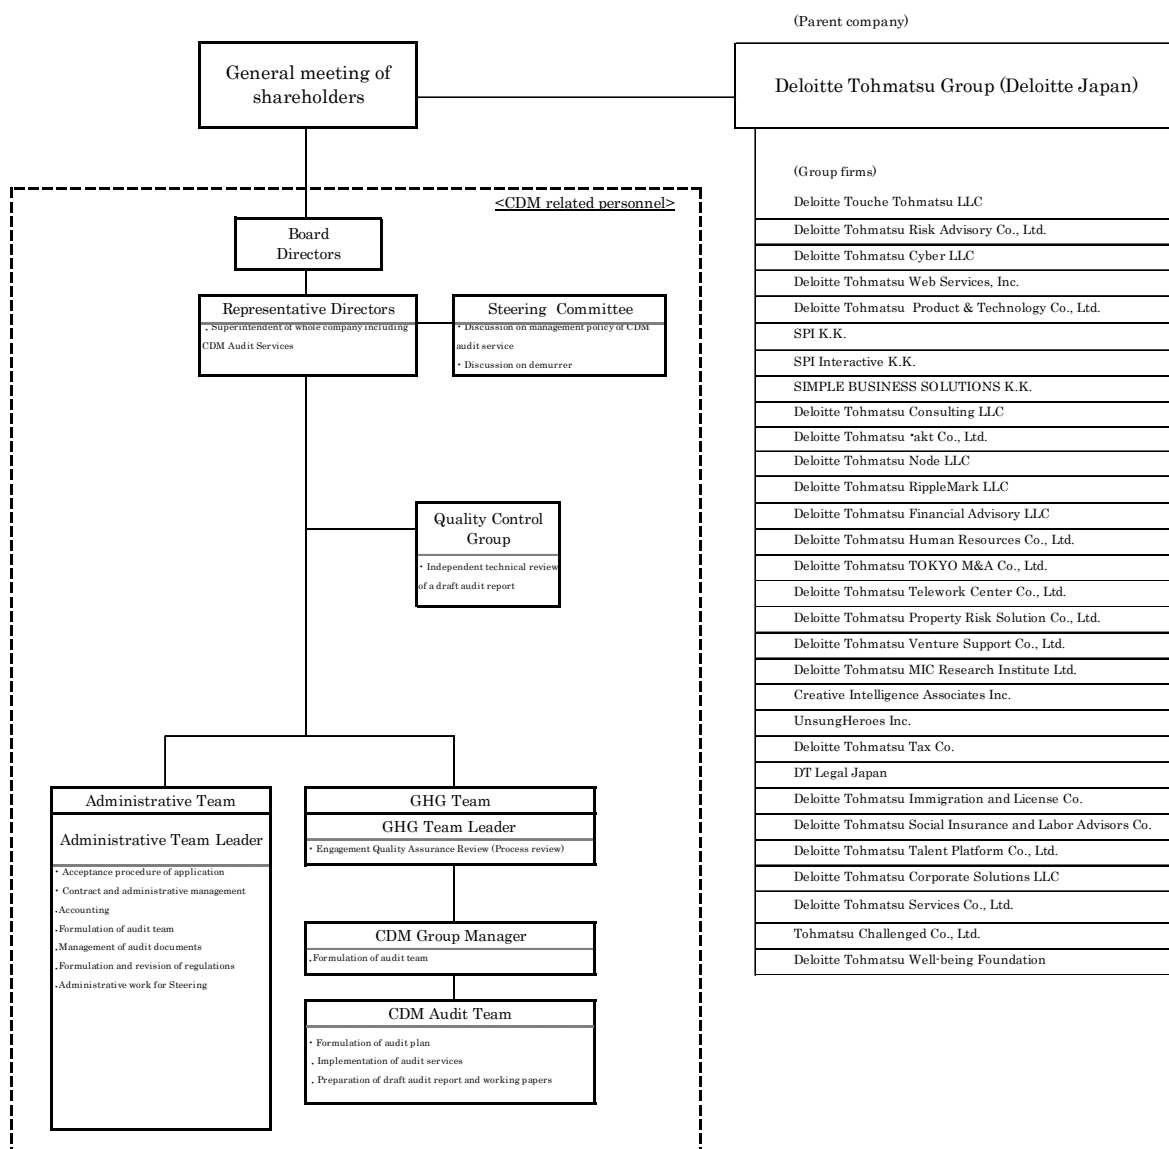 (Parent company)
General meeting of
shareholders
Deloitte Tohmatsu Group (Deloitte Japan)
<CDM related personnel>
Board
Directors
Representative Directors
．Superintendent of whole company including
CDM Audit Services
Steering Committee
・Discussion on management policy of CDM
audit service
・Discussion on demurrer
Quality Control
Group
・Independent technical review
of a draft audit report
Administrative Team
Administrative Team Leader
・Acceptance procedure of application
・Contract and administrative management
．Accounting
．Formulation of audit team
．Management of audit documents
．Formulation and revision of regulations
．Administrative work for Steering
GHG Team
GHG Team Leader
・Engagement Quality Assurance Review (Process review)
CDM Group Manager
．Formulation of audit team
CDM Audit Team
・Formulation of audit plan
．Implementation of audit services
．Preparation of draft audit report and working papers
(Group firms)
Deloitte Touche Tohmatsu LLC
Deloitte Tohmatsu Risk Advisory Co., Ltd.
Deloitte Tohmatsu Cyber LLC
Deloitte Tohmatsu Web Services, Inc.
Deloitte Tohmatsu Product & Technology Co., Ltd.
SPI K.K.
SPI Interactive K.K.
SIMPLE BUSINESS SOLUTIONS K.K.
Deloitte Tohmatsu Consulting LLC
Deloitte Tohmatsu ・akt Co., Ltd.
Deloitte Tohmatsu Node LLC
Deloitte Tohmatsu RippleMark LLC
Deloitte Tohmatsu Financial Advisory LLC
Deloitte Tohmatsu Human Resources Co., Ltd.
Deloitte Tohmatsu TOKYO M&A Co., Ltd.
Deloitte Tohmatsu Telework Center Co., Ltd.
Deloitte Tohmatsu Property Risk Solution Co., Ltd.
Deloitte Tohmatsu Venture Support Co., Ltd.
Deloitte Tohmatsu MIC Research Institute Ltd.
Creative Intelligence Associates Inc.
UnsungHeroes Inc.
Deloitte Tohmatsu Tax Co.
DT Legal Japan
Deloitte Tohmatsu Immigration and License Co.
Deloitte Tohmatsu Social Insurance and Labor Advisors Co.
Deloitte Tohmatsu Talent Platform Co., Ltd.
Deloitte Tohmatsu Corporate Solutions LLC
Deloitte Tohmatsu Services Co., Ltd.
Tohmatsu Challenged Co., Ltd.
Deloitte Tohmatsu Well-being Foundation